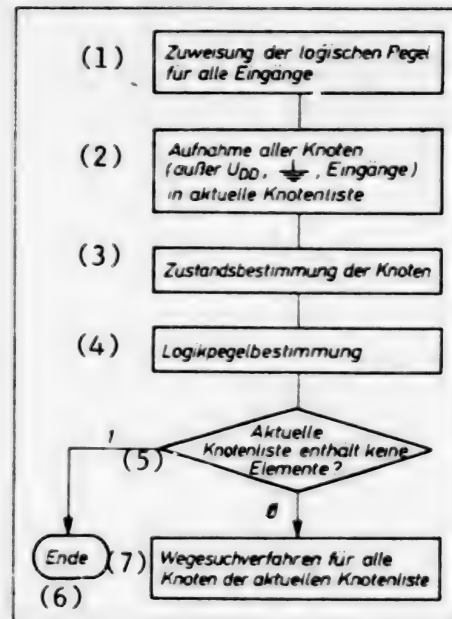 (1)
Zuweisung der logischen Pegel
für alle Eingänge
(2)
Aufnahme aller Knoten
(außer UDD, ⏚, Eingänge)
in aktuelle Knotenliste
(3)
Zustandsbestimmung der Knoten
(4)
Logikpegelbestimmung
Aktuelle
Knotenliste enthält keine
Elemente?
1
(5)
0
Ende
(6)
(7)
Wegesuchverfahren für alle
Knoten der aktuellen Knotenliste